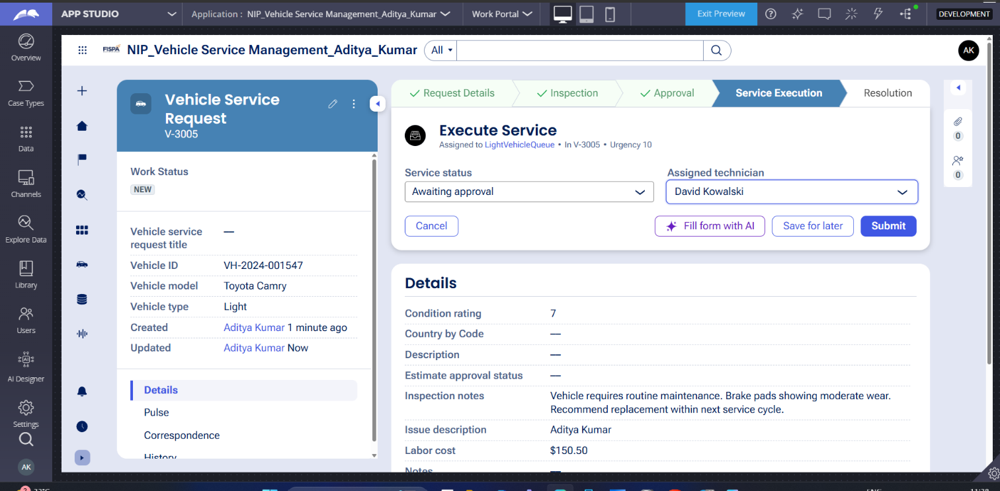 APP STUDIO
Application : NIP_Vehicle Service Management_Aditya_Kumar
Work Portal
Exit Preview
DEVELOPMENT
Overview
Case Types
Data
Channels
Explore Data
Library
Users
AI
AI Designer
Settings
AK
FISPA
NIP_Vehicle Service Management_Aditya_Kumar
All
AK
Vehicle Service
Request
V-3005
Work Status
NEW
Vehicle service
request title
—
Vehicle ID VH-2024-001547
Vehicle model Toyota Camry
Vehicle type Light
Created Aditya Kumar 1 minute ago
Updated Aditya Kumar Now
Details
Pulse
Correspondence
History
Request Details
Inspection
Approval
Service Execution
Resolution
Execute Service
Assigned to LightVehicleQueue • In V-3005 • Urgency 10
Service status
Awaiting approval
Assigned technician
David Kowalski
Cancel
Fill form with AI
Save for later
Submit
Details
Condition rating 7
Country by Code —
Description —
Estimate approval status —
Inspection notes Vehicle requires routine maintenance. Brake pads showing moderate wear.
Recommend replacement within next service cycle.
Issue description Aditya Kumar
Labor cost $150.50
Notes —
0
0